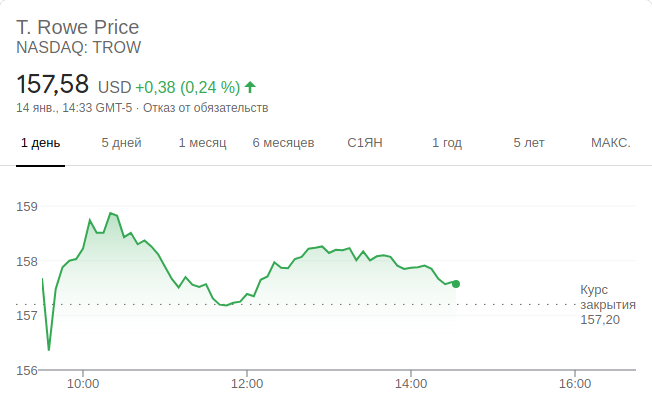 T. Rowe Price
NASDAQ: TROW
157,58 USD +0,38 (0,24 %)
14 янв., 14:33 GMT-5 · Отказ от обязательств
1 день 5 дней 1 месяц 6 месяцев С1ЯН 1 год 5 лет МАКС.
159
158
157
156
Курс
закрытия
157,20
10:00 12:00 14:00 16:00